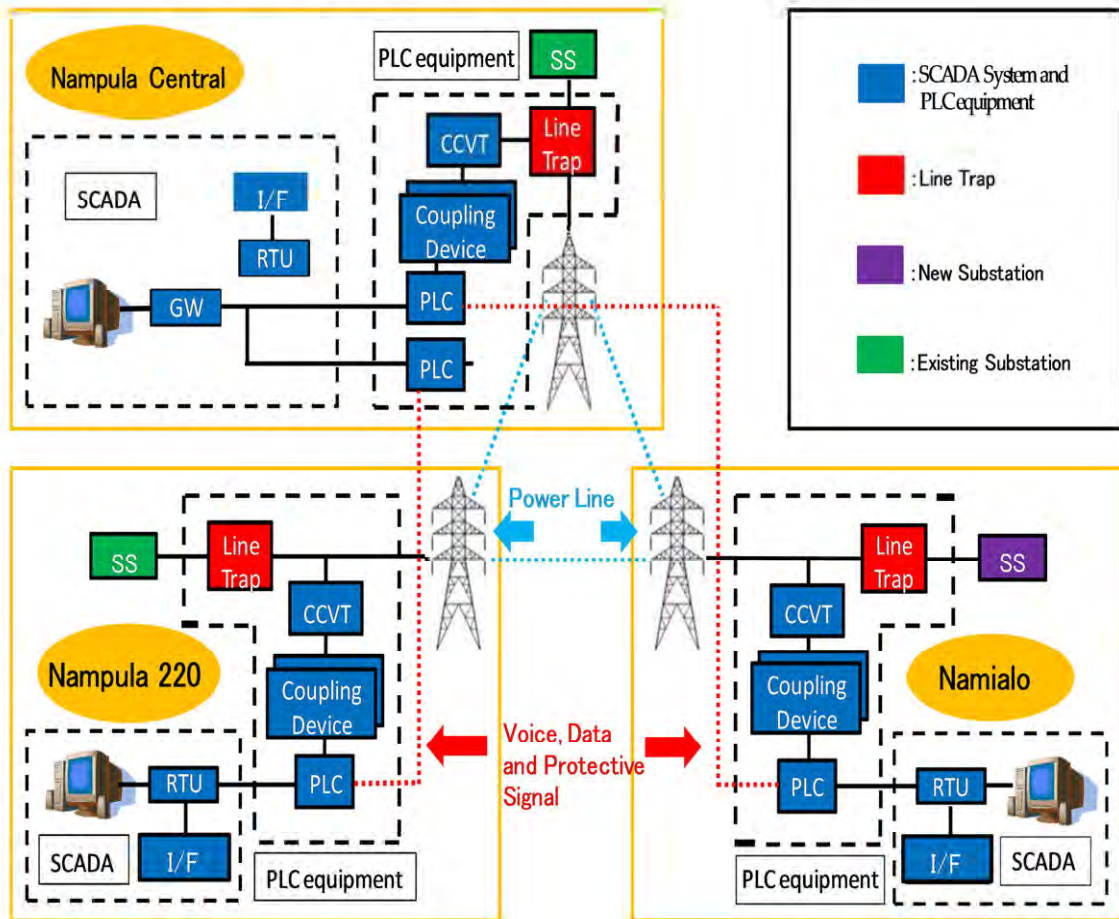 Nampula Central
PLC equipment
SS
CCVT
Line
Trap
SCADA
I/F
RTU
Coupling
Device
GW
PLC
PLC
:SCADA System and
PLC equipment
:Line Trap
:New Substation
:Existing Substation
SS
Line
Trap
CCVT
Nampula 220
Coupling
Device
RTU
PLC
SCADA
I/F
PLC equipment
Power Line
Voice, Data
and Protective
Signal
Line
Trap
SS
CCVT
Coupling
Device
Namialo
PLC
RTU
I/F
SCADA
PLC equipment